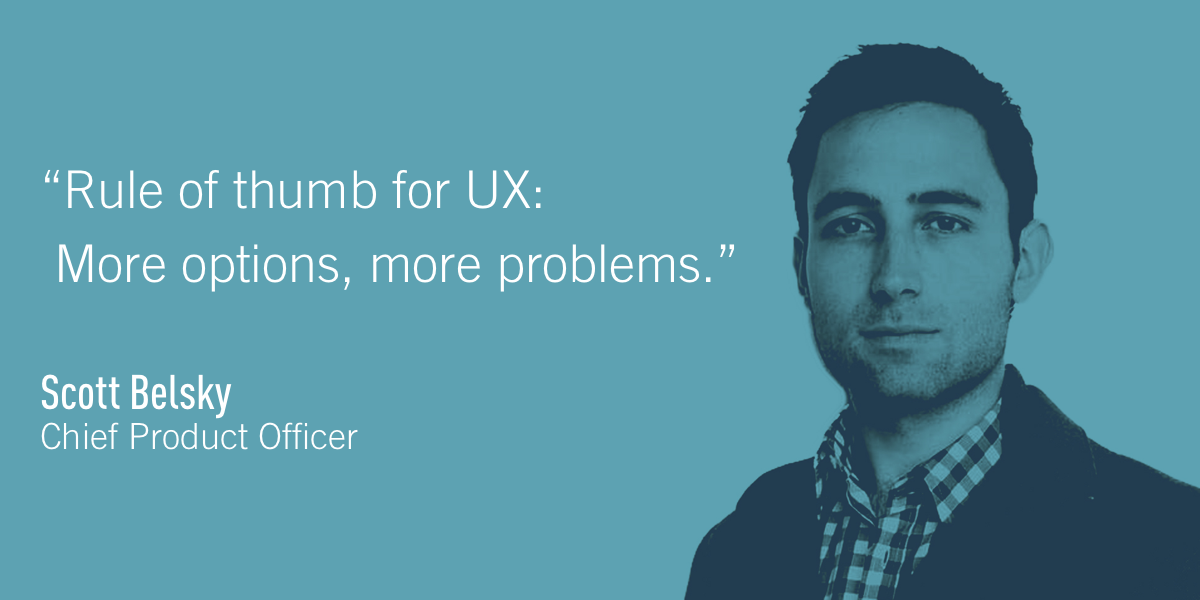 “Rule of thumb for UX:
More options, more problems.”
Scott Belsky
Chief Product Officer